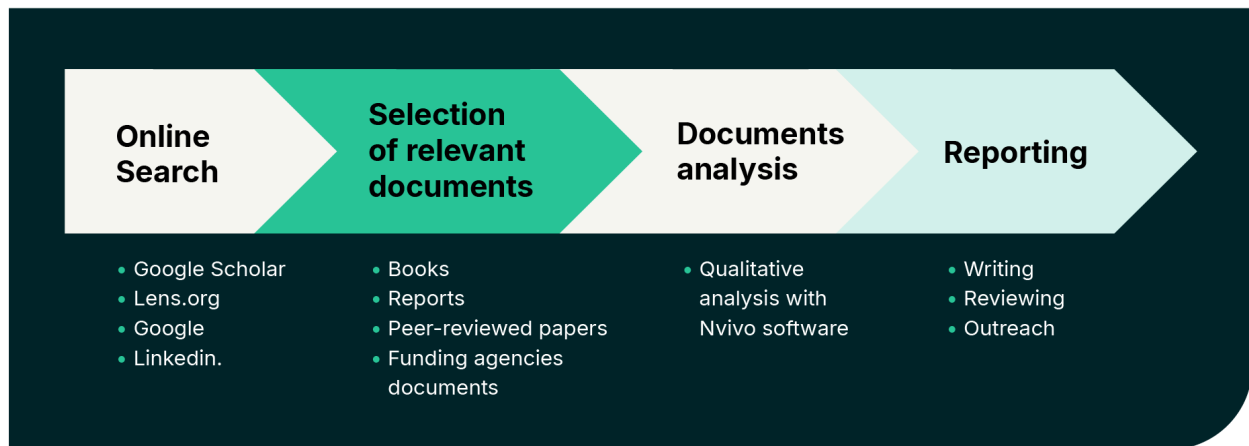 Online
Search
Selection
of relevant
documents
Documents
analysis
Reporting
• Google Scholar
• Lens.org
• Google
• Linkedin.
• Books
• Reports
• Peer-reviewed papers
• Funding agencies
documents
• Qualitative
analysis with
Nvivo software
• Writing
• Reviewing
• Outreach